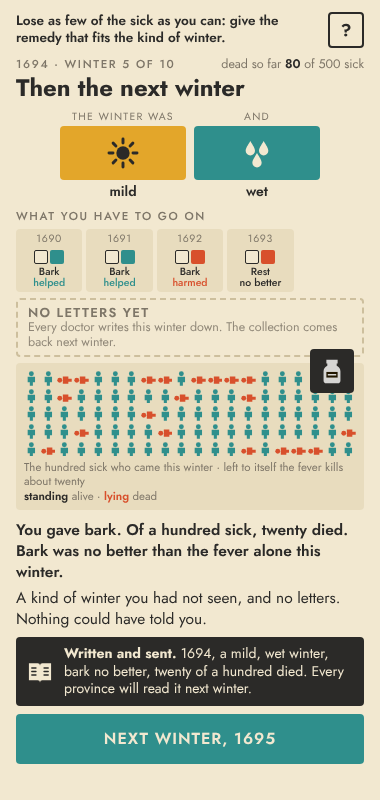 Lose as few of the sick as you can: give the
remedy that fits the kind of winter.
?
1694 · WINTER 5 OF 10
dead so far 80 of 500 sick
Then the next winter
THE WINTER WAS
AND
mild
wet
WHAT YOU HAVE TO GO ON
1690
1691
1692
1693
Bark
helped
Bark
helped
Bark
harmed
Rest
no better
NO LETTERS YET
Every doctor writes this winter down. The collection comes
back next winter.
The hundred sick who came this winter · left to itself the fever kills
about twenty
standing alive · lying dead
You gave bark. Of a hundred sick, twenty died.
Bark was no better than the fever alone this
winter.
A kind of winter you had not seen, and no letters.
Nothing could have told you.
Written and sent. 1694, a mild, wet winter,
bark no better, twenty of a hundred died. Every
province will read it next winter.
NEXT WINTER, 1695